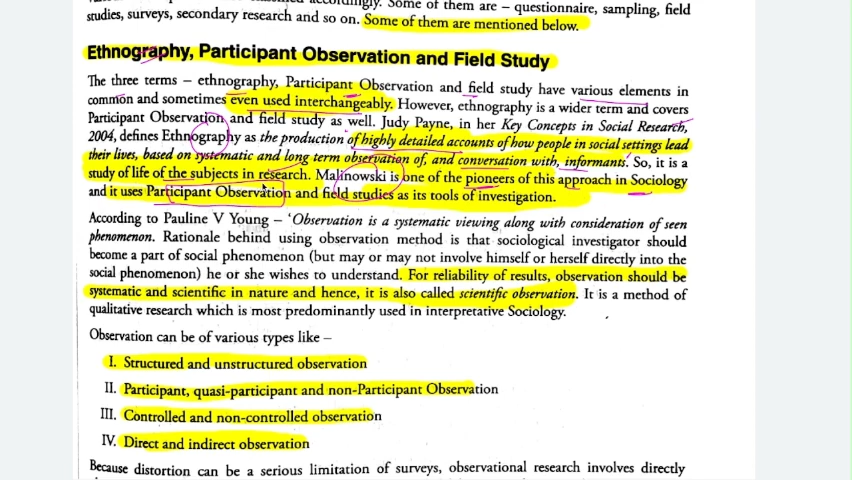 accordingly. Some of them are – questionnaire, sampling, field
studies, surveys, secondary research and so on. Some of them are mentioned below.
Ethnography, Participant Observation and Field Study
The three terms – ethnography, Participant Observation and field study have various elements in
common and sometimes even used interchangeably. However, ethnography is a wider term and covers
Participant Observation and field study as well. Judy Payne, in her Key Concepts in Social Research,
2004, defines Ethnography as the production of highly detailed accounts of how people in social settings lead
their lives, based on systematic and long term observation of, and conversation with, informants. So, it is a
study of life of the subjects in research. Malinowski is one of the pioneers of this approach in Sociology
and it uses Participant Observation and field studies as its tools of investigation.
According to Pauline V Young – 'Observation is a systematic viewing along with consideration of seen
phenomenon. Rationale behind using observation method is that sociological investigator should
become a part of social phenomenon (but may or may not involve himself or herself directly into the
social phenomenon) he or she wishes to understand. For reliability of results, observation should be
systematic and scientific in nature and hence, it is also called scientific observation. It is a method of
qualitative research which is most predominantly used in interpretive Sociology.
Observation can be of various types like –
I. Structured and unstructured observation
II. Participant, quasi-participant and non-Participant Observation
III. Controlled and non-controlled observation
IV. Direct and indirect observation
Because distortion can be a serious limitation of surveys, observational research involves directly